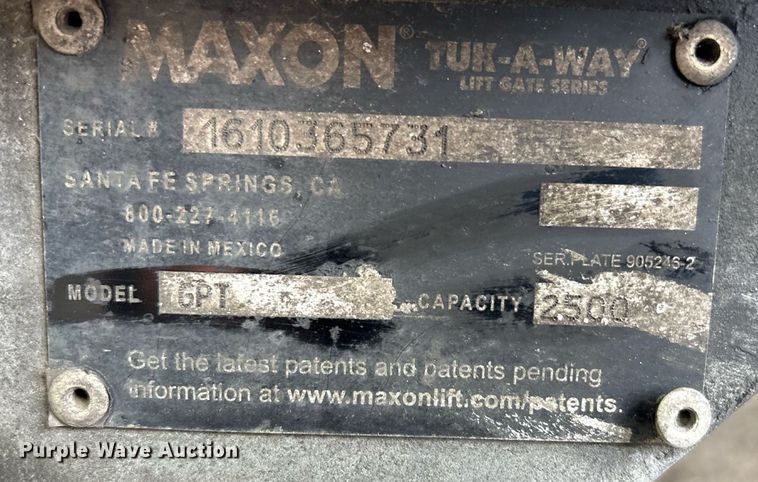 MAXON® TUK-A-WAY®
LIFT GATE SERIES
SERIAL # 1610365731
SANTA FE SPRINGS, CA
800-227-4116
MADE IN MEXICO
SER. PLATE 905246-2
MODEL GPT CAPACITY 2500
Get the latest patents and patents pending
information at www.maxonlift.com/patents.
Purple Wave Auction